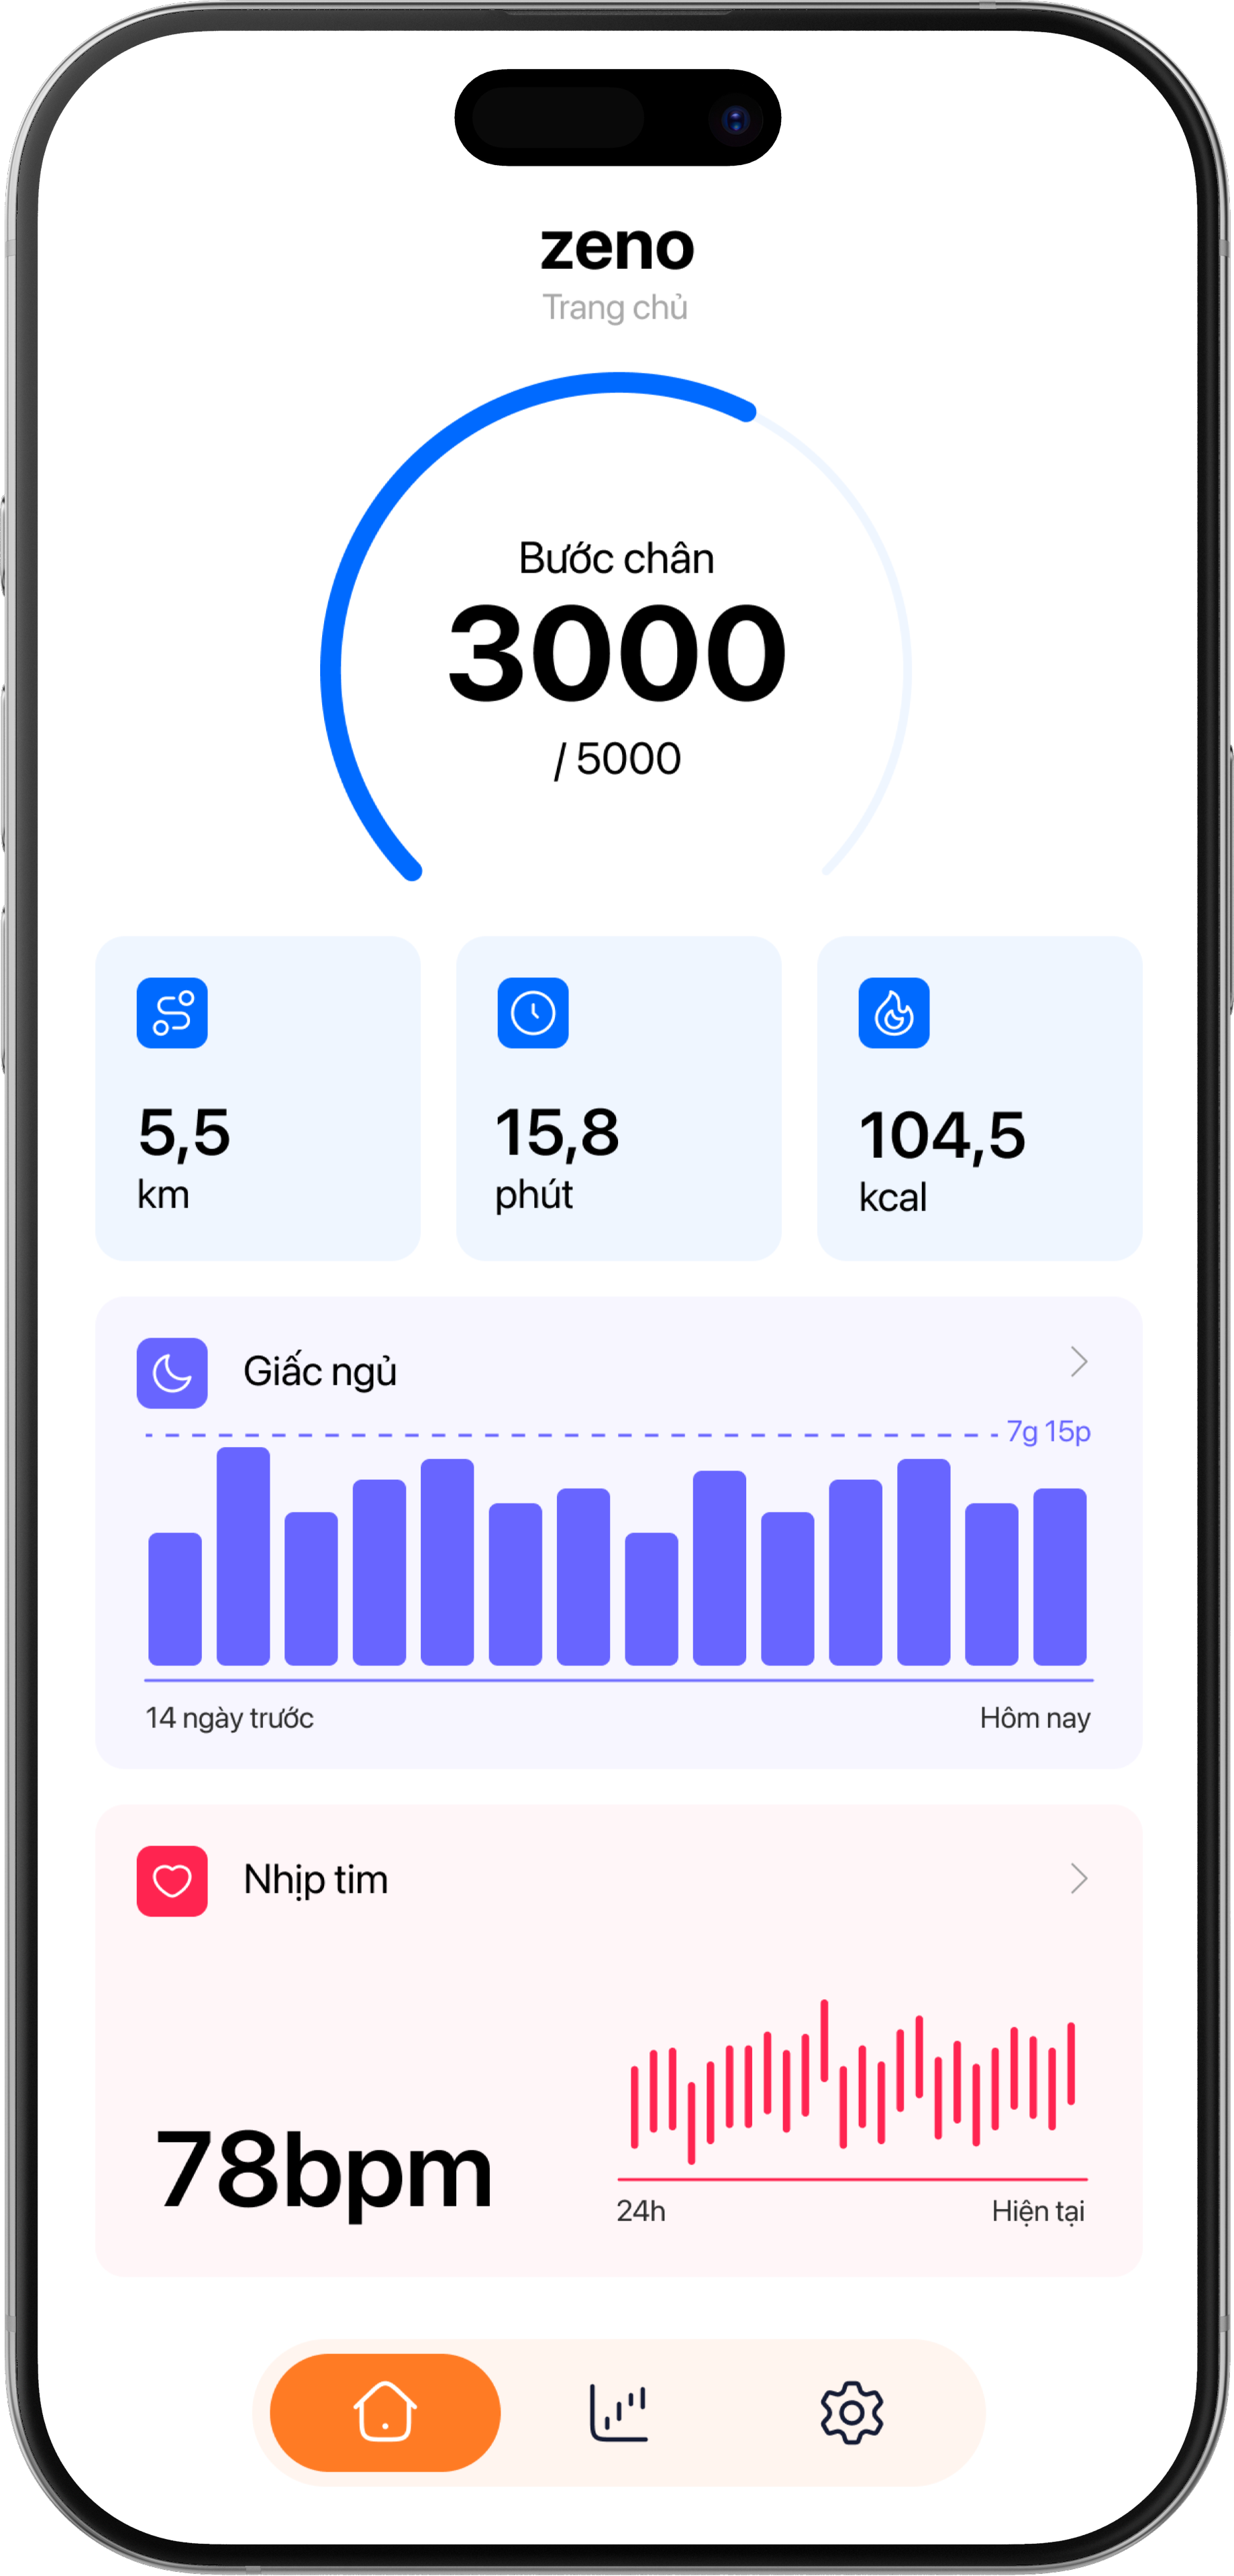 zeno
Trang chủ
Bước chân
3000
/ 5000
5,5
km
15,8
phút
104,5
kcal
Giấc ngủ
7g 15p
14 ngày trước
Hôm nay
Nhịp tim
78bpm
24h
Hiện tại